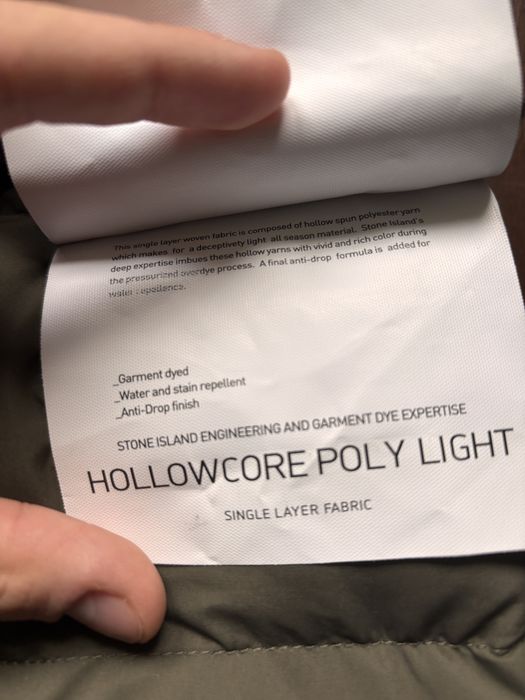 This single layer woven fabric is composed of hollow spun polyester yarn
which makes for a deceptively light all season material. Stone Island's
deep expertise imbues these hollow yarns with vivid and rich color during
the pressurized overdye process. A final anti-drop formula is added for
water repellence.
_Garment dyed
_Water and stain repellent
_Anti-Drop finish
STONE ISLAND ENGINEERING AND GARMENT DYE EXPERTISE
HOLLOWCORE POLY LIGHT
SINGLE LAYER FABRIC